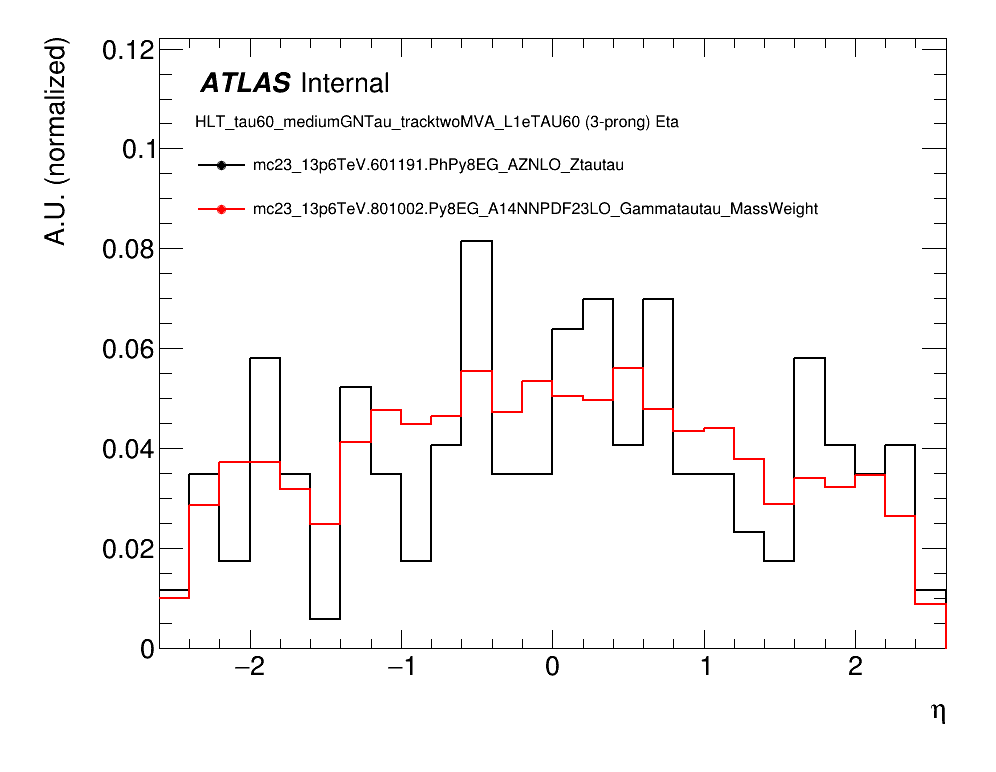 A.U. (normalized)
0.12
0.1
0.08
0.06
0.04
0.02
0
ATLAS Internal
HLT_tau60_mediumGNTau_tracktwoMVA_L1eTAU60 (3-prong) Eta
mc23_13p6TeV.601191.PhPy8EG_AZNLO_Ztautau
mc23_13p6TeV.801002.Py8EG_A14NNPDF23LO_Gammatautau_MassWeight
−2 −1 0 1 2
η